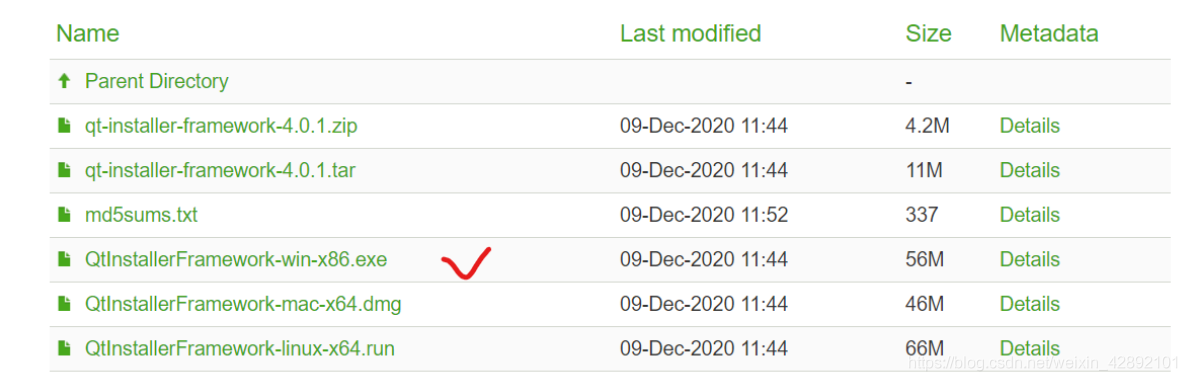 Name Last modified Size Metadata
Parent Directory -
qt-installer-framework-4.0.1.zip 09-Dec-2020 11:44 4.2M Details
qt-installer-framework-4.0.1.tar 09-Dec-2020 11:44 11M Details
md5sums.txt 09-Dec-2020 11:52 337 Details
QtInstallerFramework-win-x86.exe 09-Dec-2020 11:44 56M Details
QtInstallerFramework-mac-x64.dmg 09-Dec-2020 11:44 46M Details
QtInstallerFramework-linux-x64.run 09-Dec-2020 11:44 66M Details
https://blog.csdn.net/weixin_42892101